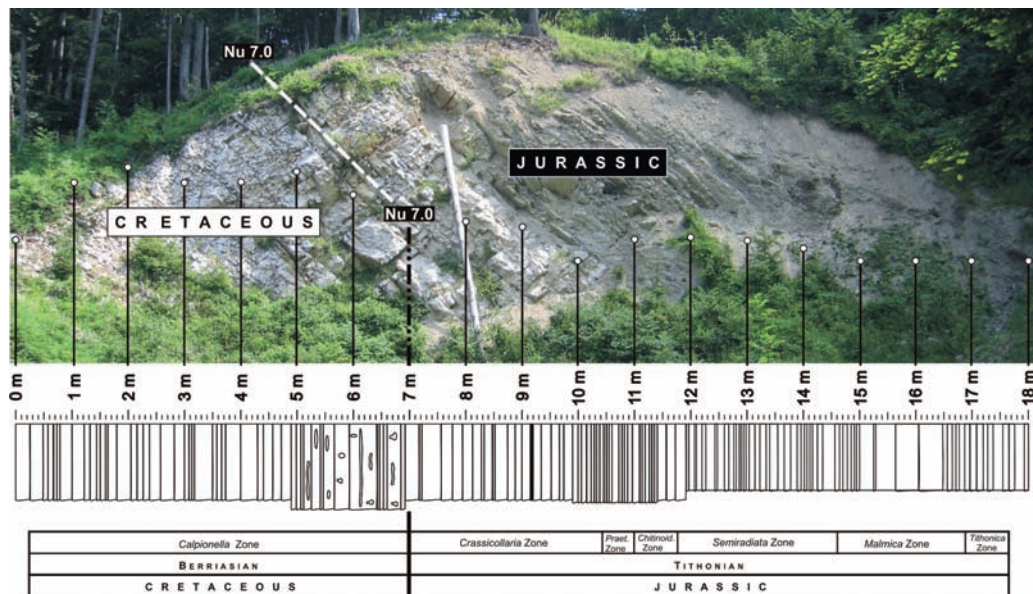 Nu 7.0
JURASSIC
CRETACEOUS
Nu 7.0
0 m 1 m 2 m 3 m 4 m 5 m 6 m 7 m 8 m 9 m 10 m 11 m 12 m 13 m 14 m 15 m 16 m 17 m 18 m
Calpionella Zone Crassicollaria Zone Praet. Zone Chitinoid. Zone Semiradiata Zone Malmica Zone Tithonica Zone
BERRIASIAN TITHONIAN
CRETACEOUS JURASSIC